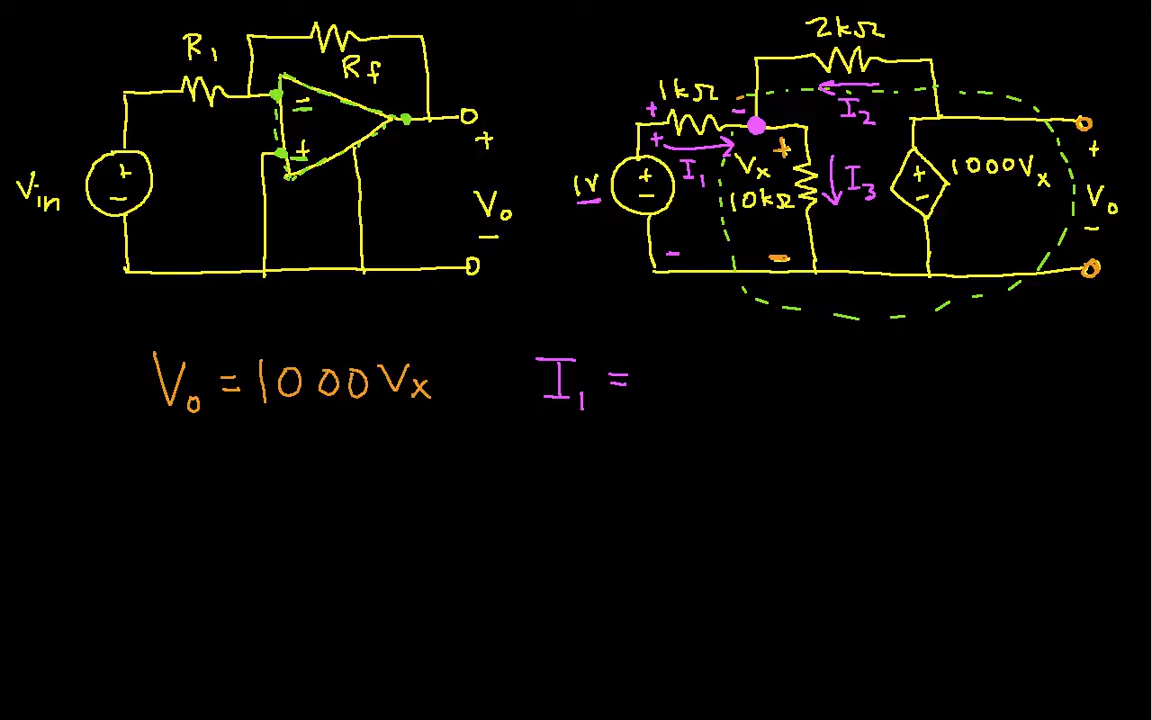 R1
Rf
Vin
+
−
−
+
+
Vo
−
2kΩ
I2
1kΩ
+
−
+
I1
1V
+
−
−
Vx
+
10kΩ
−
I3
+
−
1000Vx
+
Vo
−
Vo = 1000Vx
I1 =